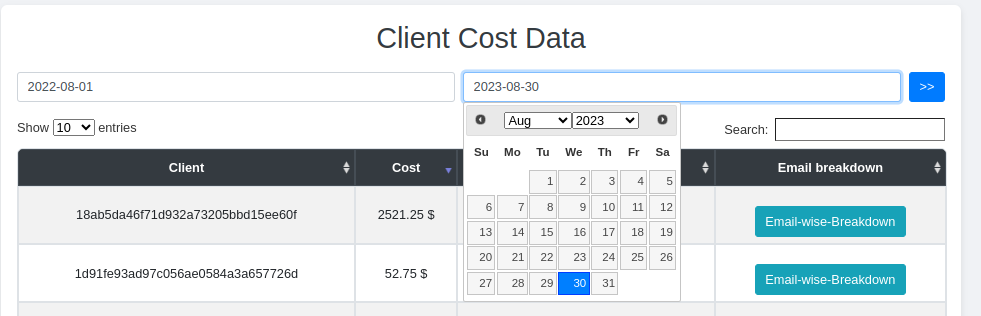 Client Cost Data
2022-08-01
2023-08-30
>>
Show 10 entries
Search:
Aug 2023
Su Mo Tu We Th Fr Sa
1 2 3 4 5
6 7 8 9 10 11 12
13 14 15 16 17 18 19
20 21 22 23 24 25 26
27 28 29 30 31
Client Cost Email breakdown
18ab5da46f71d932a73205bbd15ee60f 2521.25 $ Email-wise-Breakdown
1d91fe93ad97c056ae0584a3a657726d 52.75 $ Email-wise-Breakdown